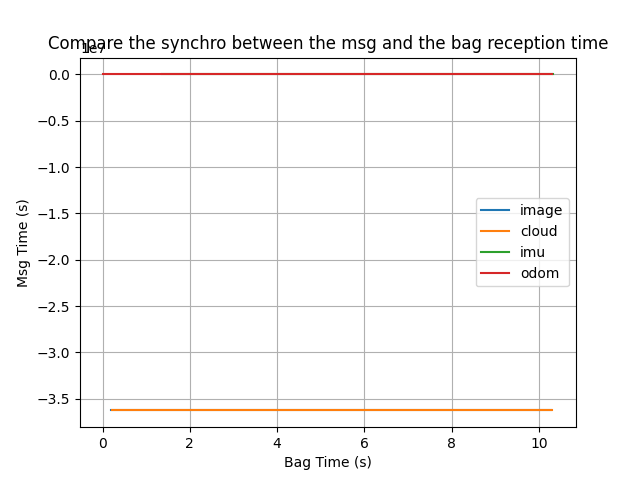 Compare the synchro between the msg and the bag reception time
1e7
0.0
−0.5
−1.0
−1.5
−2.0
−2.5
−3.0
−3.5
Msg Time (s)
image
cloud
imu
odom
0 2 4 6 8 10
Bag Time (s)